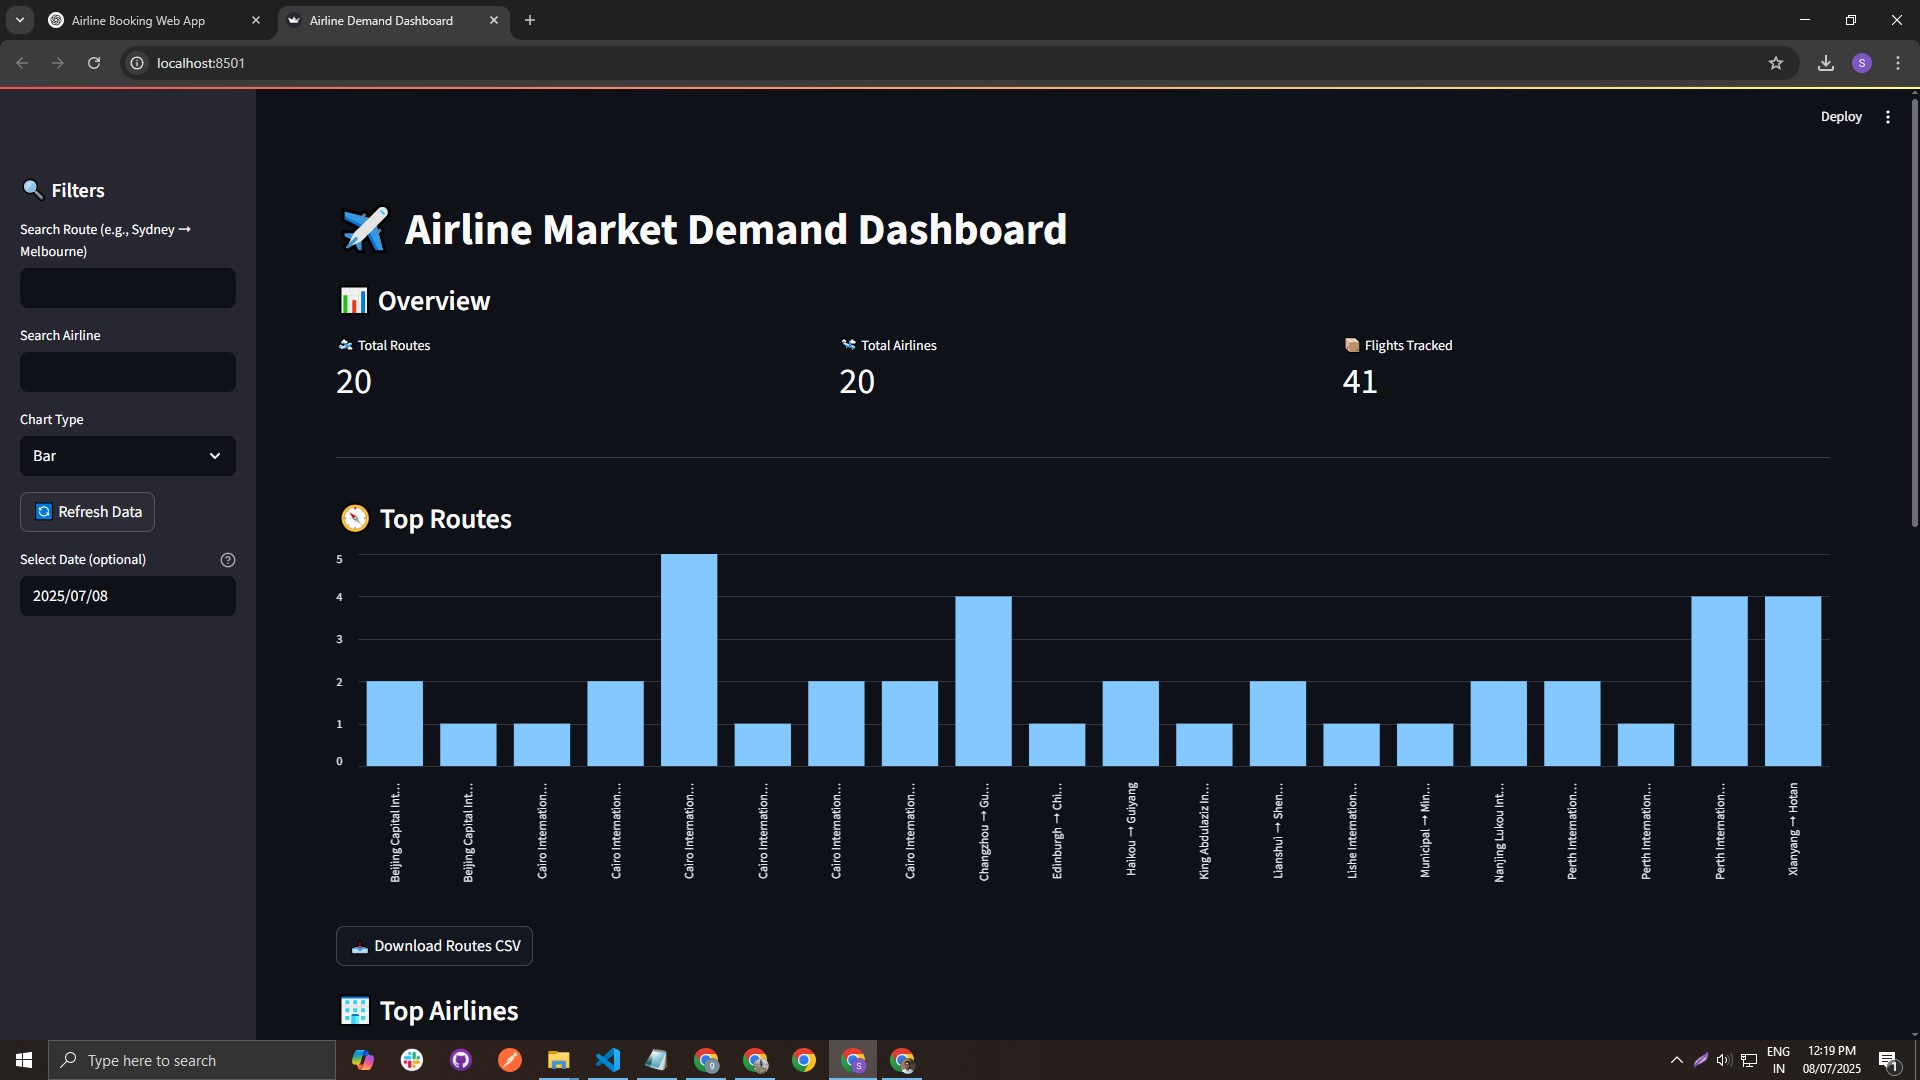 Airline Booking Web App
Airline Demand Dashboard
localhost:8501
S
Deploy
Filters
Search Route (e.g., Sydney → Melbourne)
Search Airline
Chart Type
Bar
Refresh Data
Select Date (optional)
?
2025/07/08
Airline Market Demand Dashboard
Overview
Total Routes
20
Total Airlines
20
Flights Tracked
41
Top Routes
5
4
3
2
1
0
Beijing Capital Int…
Beijing Capital Int…
Cairo Internation…
Cairo Internation…
Cairo Internation…
Cairo Internation…
Cairo Internation…
Cairo Internation…
Changzhou → Gu…
Edinburgh → Chi…
Haikou → Guiyang
King Abdulaziz In…
Lianshui → Shen…
Lishe Internation…
Municipal → Min…
Nanjing Lukou Int…
Perth Internation…
Perth Internation…
Perth Internation…
Xianyang → Hotan
Download Routes CSV
Top Airlines
Type here to search
ENG
IN
12:19 PM
08/07/2025
1